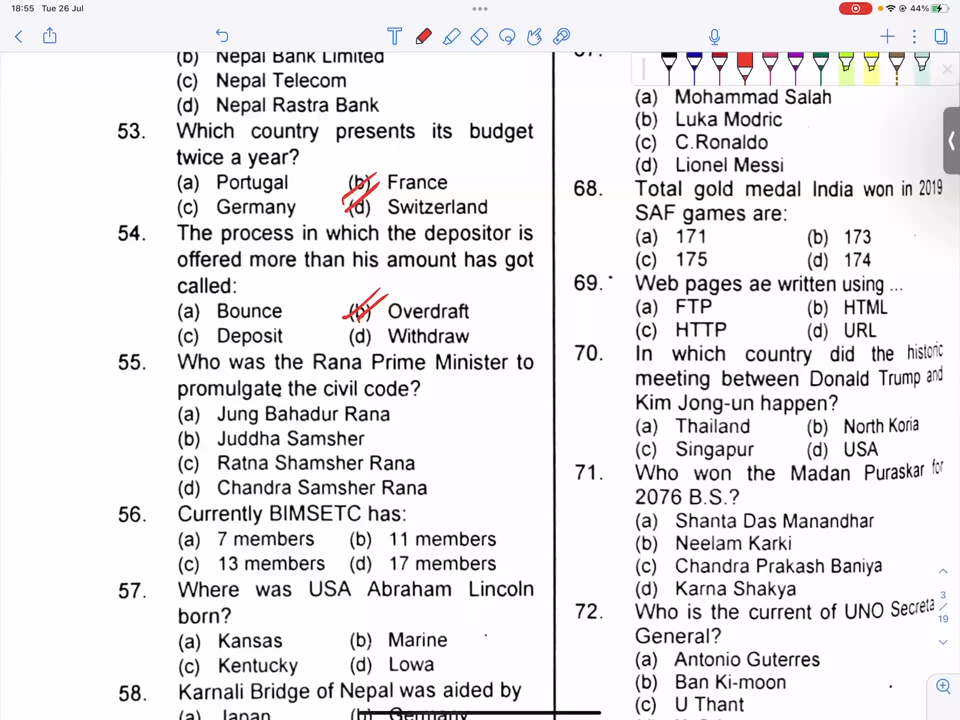 18:55 Tue 26 Jul
44%
(b) Nepal Bank Limited
(c) Nepal Telecom
(d) Nepal Rastra Bank
53. Which country presents its budget
twice a year?
(a) Portugal (b) France
(c) Germany (d) Switzerland
54. The process in which the depositor is
offered more than his amount has got
called:
(a) Bounce (b) Overdraft
(c) Deposit (d) Withdraw
55. Who was the Rana Prime Minister to
promulgate the civil code?
(a) Jung Bahadur Rana
(b) Juddha Samsher
(c) Ratna Shamsher Rana
(d) Chandra Samsher Rana
56. Currently BIMSETC has:
(a) 7 members (b) 11 members
(c) 13 members (d) 17 members
57. Where was USA Abraham Lincoln
born?
(a) Kansas (b) Marine
(c) Kentucky (d) Lowa
58. Karnali Bridge of Nepal was aided by
(a) Japan (b) Germany
(a) Mohammad Salah
(b) Luka Modric
(c) C.Ronaldo
(d) Lionel Messi
68. Total gold medal India won in 2019
SAF games are:
(a) 171 (b) 173
(c) 175 (d) 174
69. Web pages ae written using ...
(a) FTP (b) HTML
(c) HTTP (d) URL
70. In which country did the historic
meeting between Donald Trump and
Kim Jong-un happen?
(a) Thailand (b) North Koria
(c) Singapur (d) USA
71. Who won the Madan Puraskar for
2076 B.S.?
(a) Shanta Das Manandhar
(b) Neelam Karki
(c) Chandra Prakash Baniya
(d) Karna Shakya
72. Who is the current of UNO Secreta
General?
(a) Antonio Guterres
(b) Ban Ki-moon
(c) U Thant
3
/
19